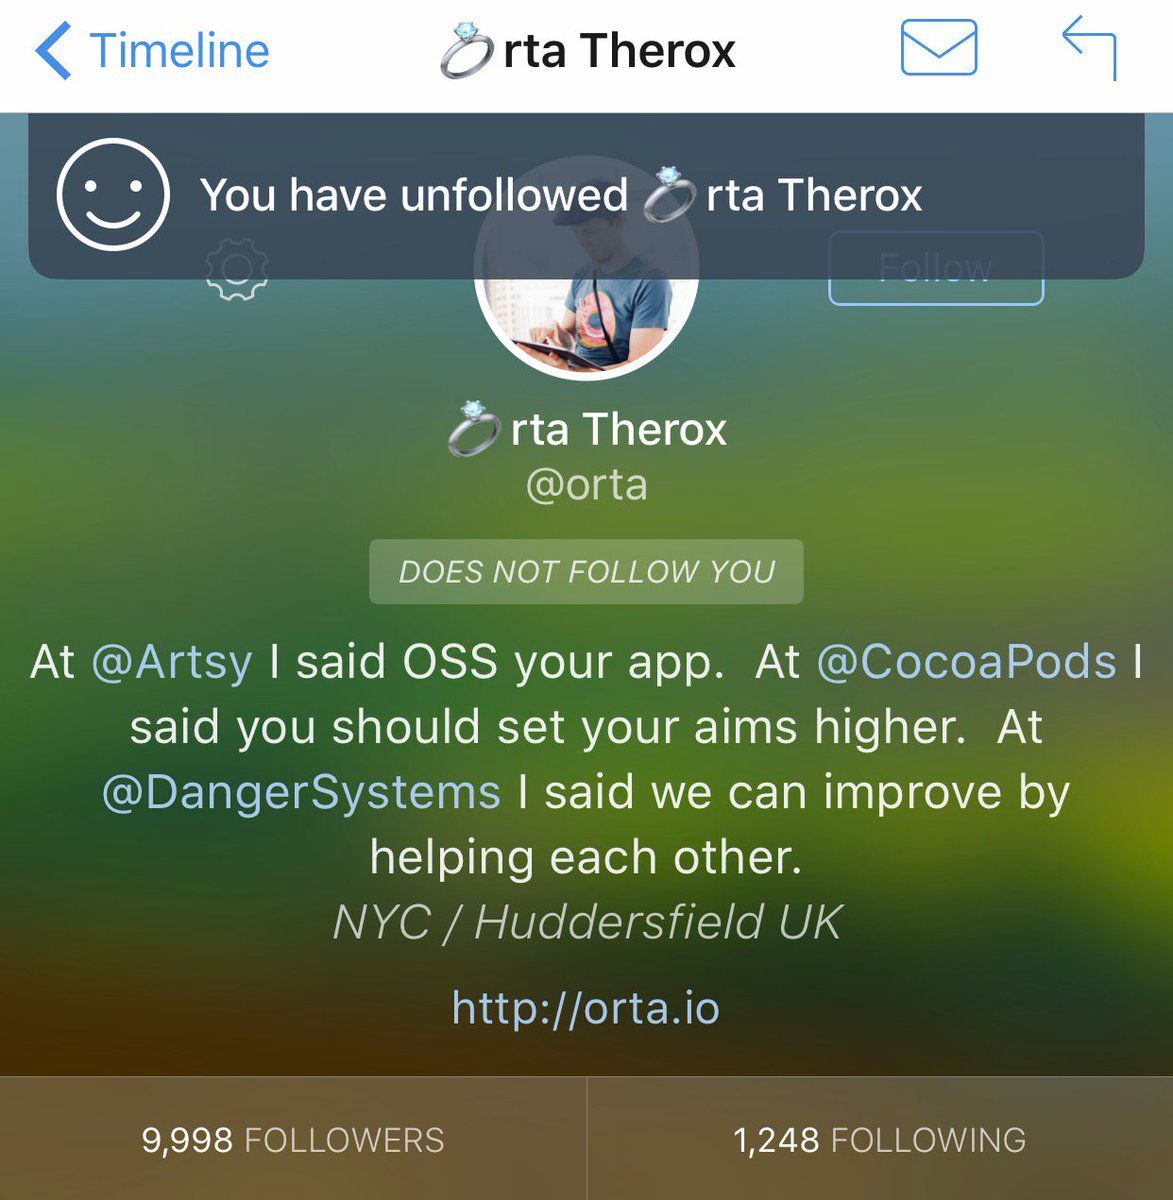 Timeline
💍rta Therox
You have unfollowed 💍rta Therox
Follow
💍rta Therox
@orta
DOES NOT FOLLOW YOU
At @Artsy I said OSS your app.  At @CocoaPods I
said you should set your aims higher.  At
@DangerSystems I said we can improve by
helping each other.
NYC / Huddersfield UK
http://orta.io
9,998 FOLLOWERS
1,248 FOLLOWING